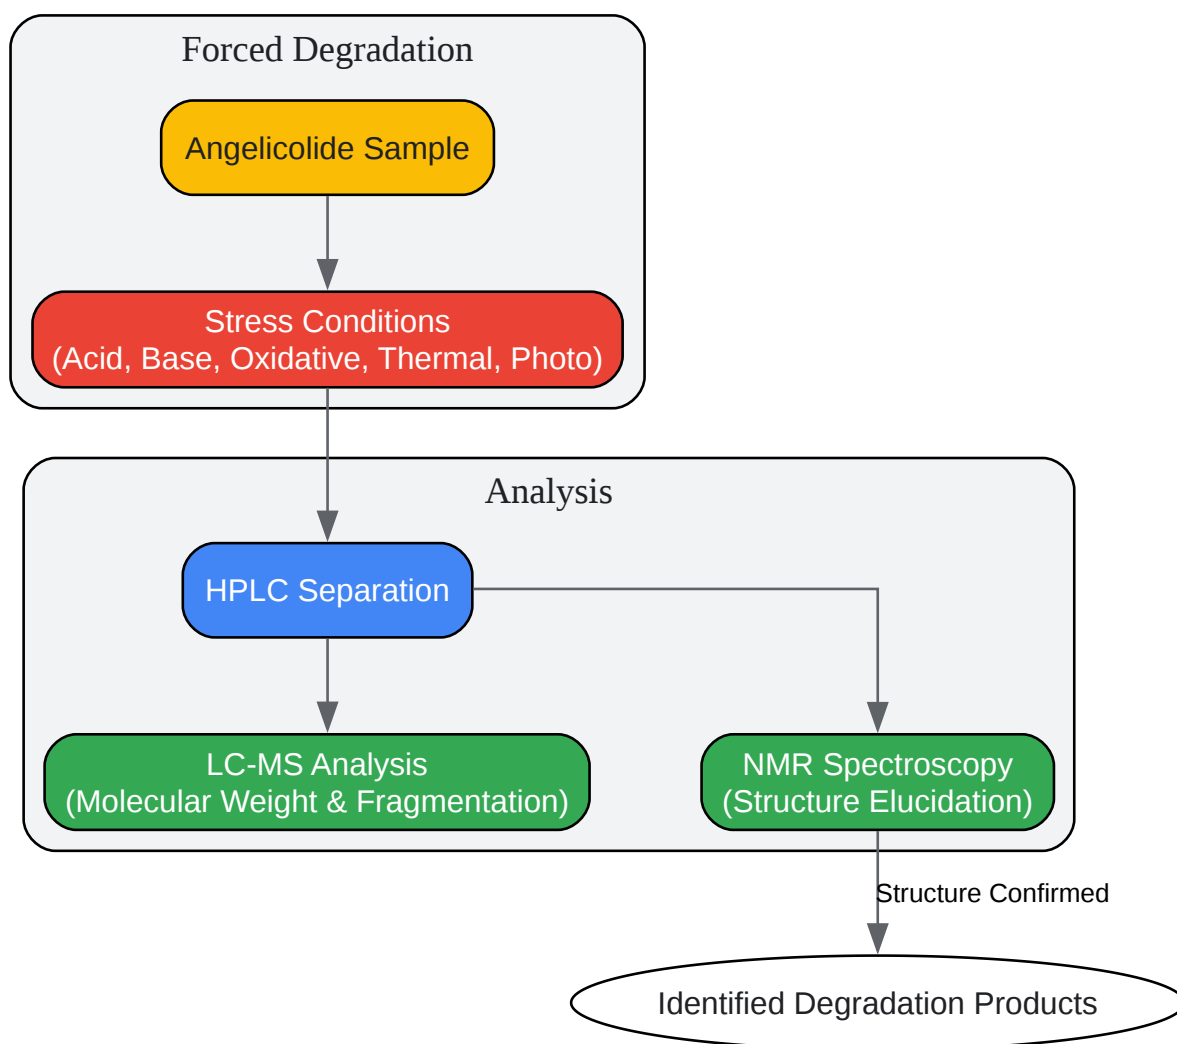 Forced Degradation
Angelicolide Sample
Stress Conditions
(Acid, Base, Oxidative, Thermal, Photo)
Analysis
HPLC Separation
LC-MS Analysis
(Molecular Weight & Fragmentation)
NMR Spectroscopy
(Structure Elucidation)
Structure Confirmed
Identified Degradation Products